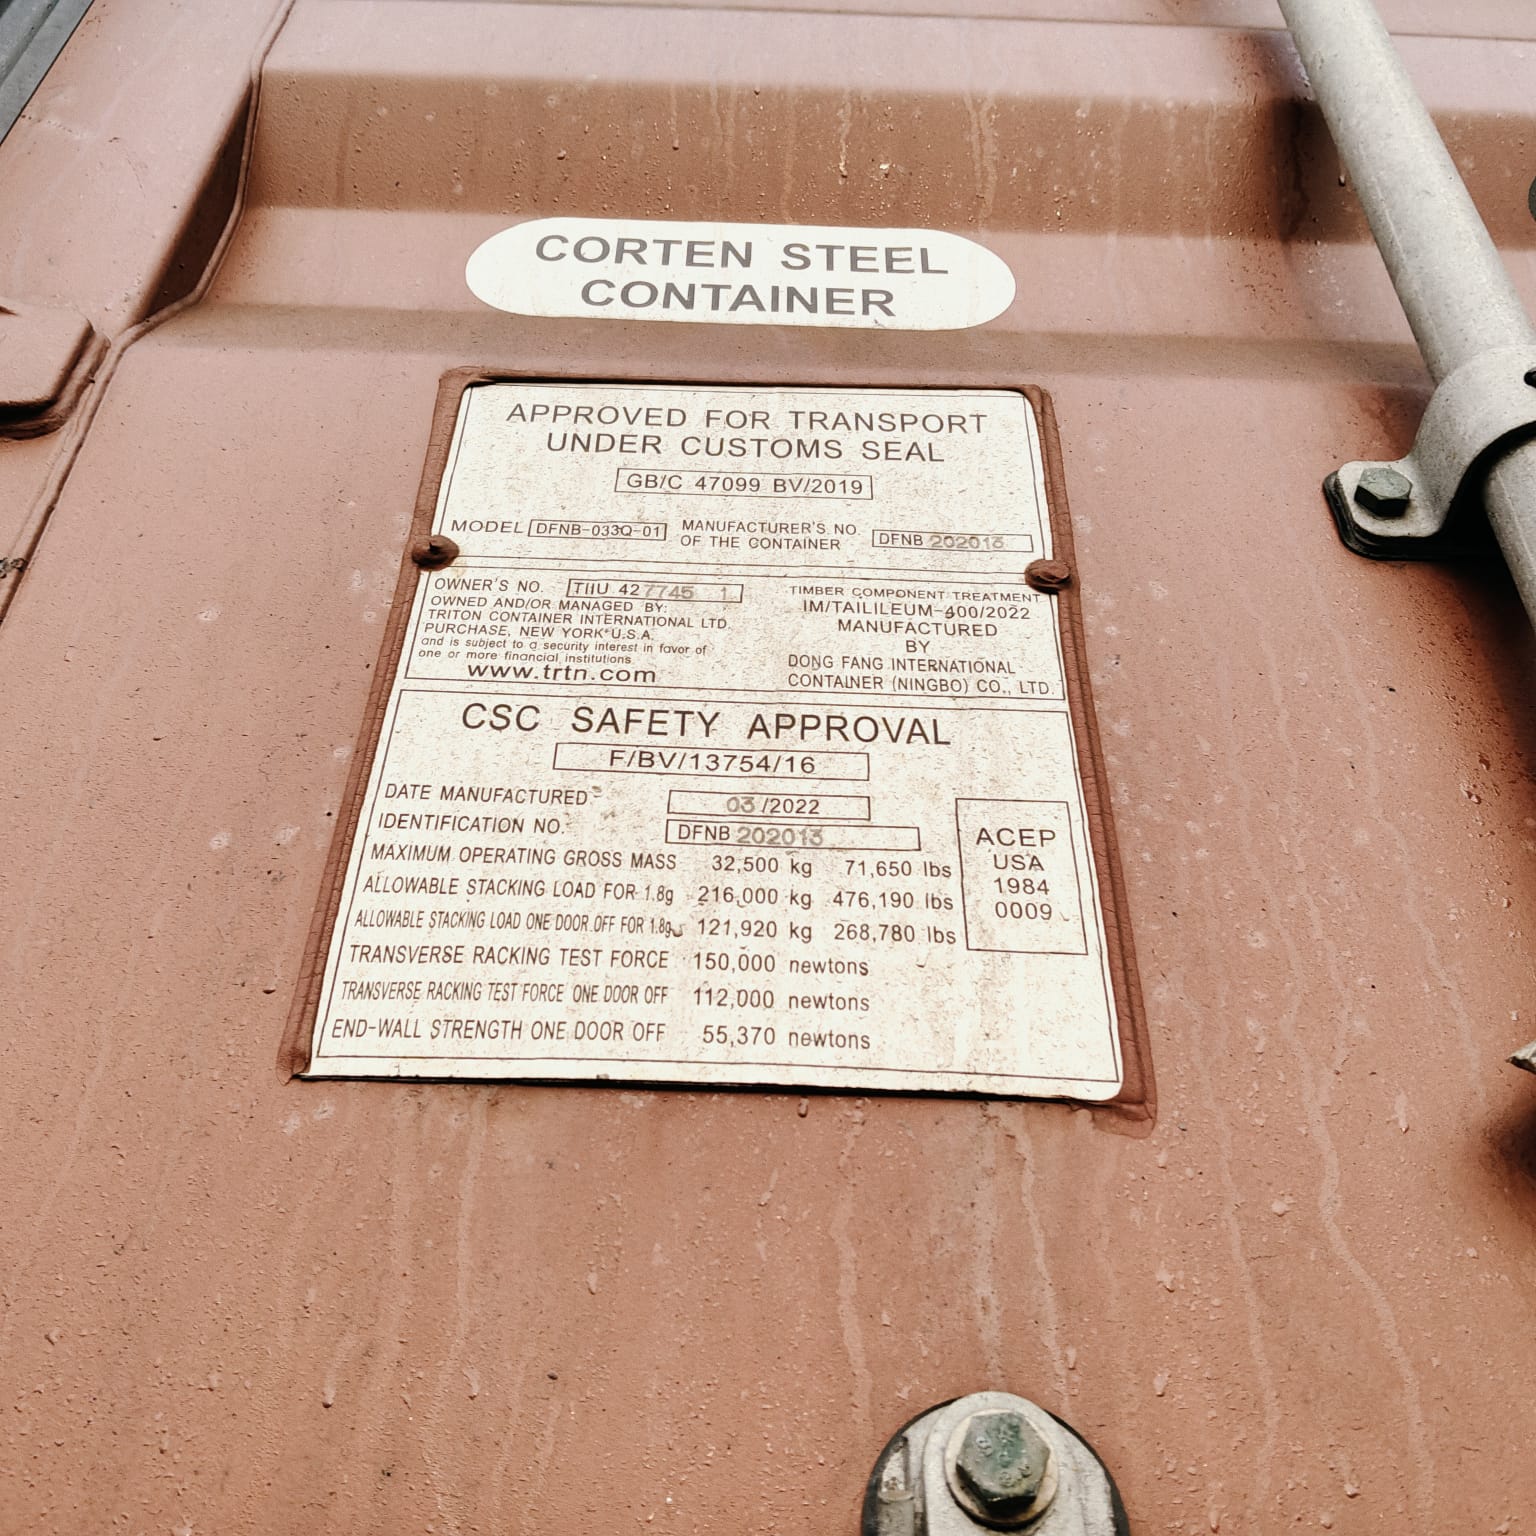 CORTEN STEEL
CONTAINER
APPROVED FOR TRANSPORT
UNDER CUSTOMS SEAL
GB/C 47099 BV/2019
MODEL DFNB-033Q-01 MANUFACTURER'S NO. OF THE CONTAINER DFNB 202013
OWNER'S NO. TIIU 427745 1
OWNED AND/OR MANAGED BY:
TRITON CONTAINER INTERNATIONAL LTD.
PURCHASE, NEW YORK U.S.A.
and is subject to a security interest in favor of
one or more financial institutions
www.trtn.com
TIMBER COMPONENT TREATMENT
IM/TAILILEUM-400/2022
MANUFACTURED
BY
DONG FANG INTERNATIONAL
CONTAINER (NINGBO) CO., LTD.
CSC SAFETY APPROVAL
F/BV/13754/16
DATE MANUFACTURED 03/2022
IDENTIFICATION NO. DFNB 202013
MAXIMUM OPERATING GROSS MASS 32,500 kg 71,650 lbs
ALLOWABLE STACKING LOAD FOR 1.8g 216,000 kg 476,190 lbs
ALLOWABLE STACKING LOAD ONE DOOR OFF FOR 1.8g 121,920 kg 268,780 lbs
TRANSVERSE RACKING TEST FORCE 150,000 newtons
TRANSVERSE RACKING TEST FORCE ONE DOOR OFF 112,000 newtons
END-WALL STRENGTH ONE DOOR OFF 55,370 newtons
ACEP
USA
1984
0009